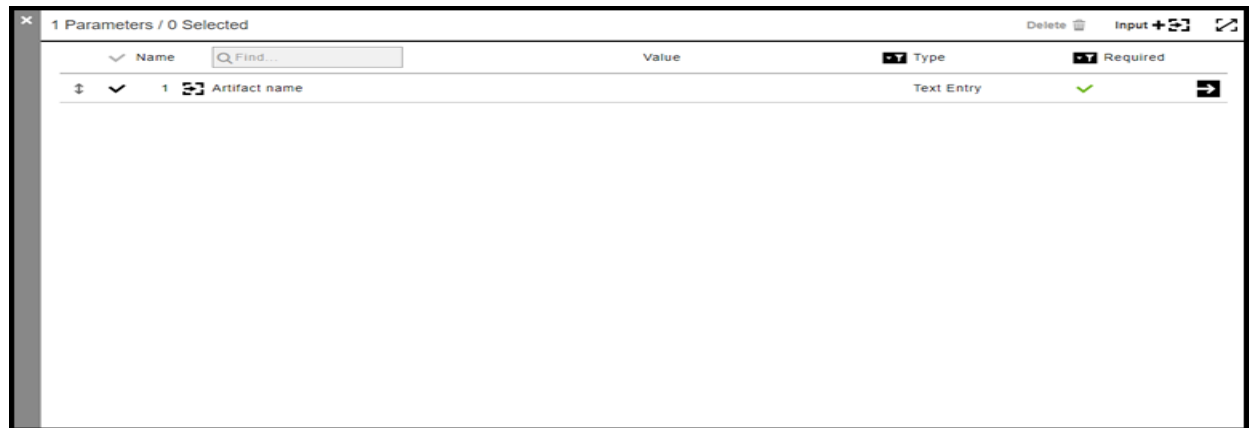 1 Parameters / 0 Selected Delete Input
Name Find... Value Type Required
1 Artifact name Text Entry